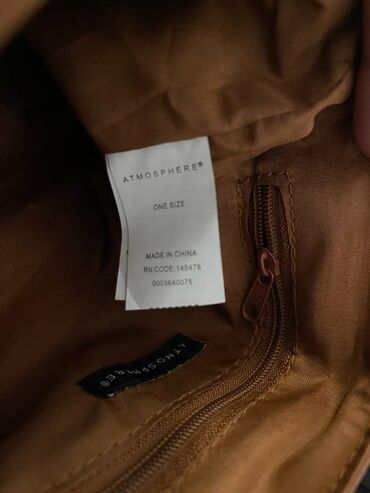 ATMOSPHERE®
ONE SIZE
MADE IN CHINA
RN CODE:145478
0003640075
ATMOSPHERE®